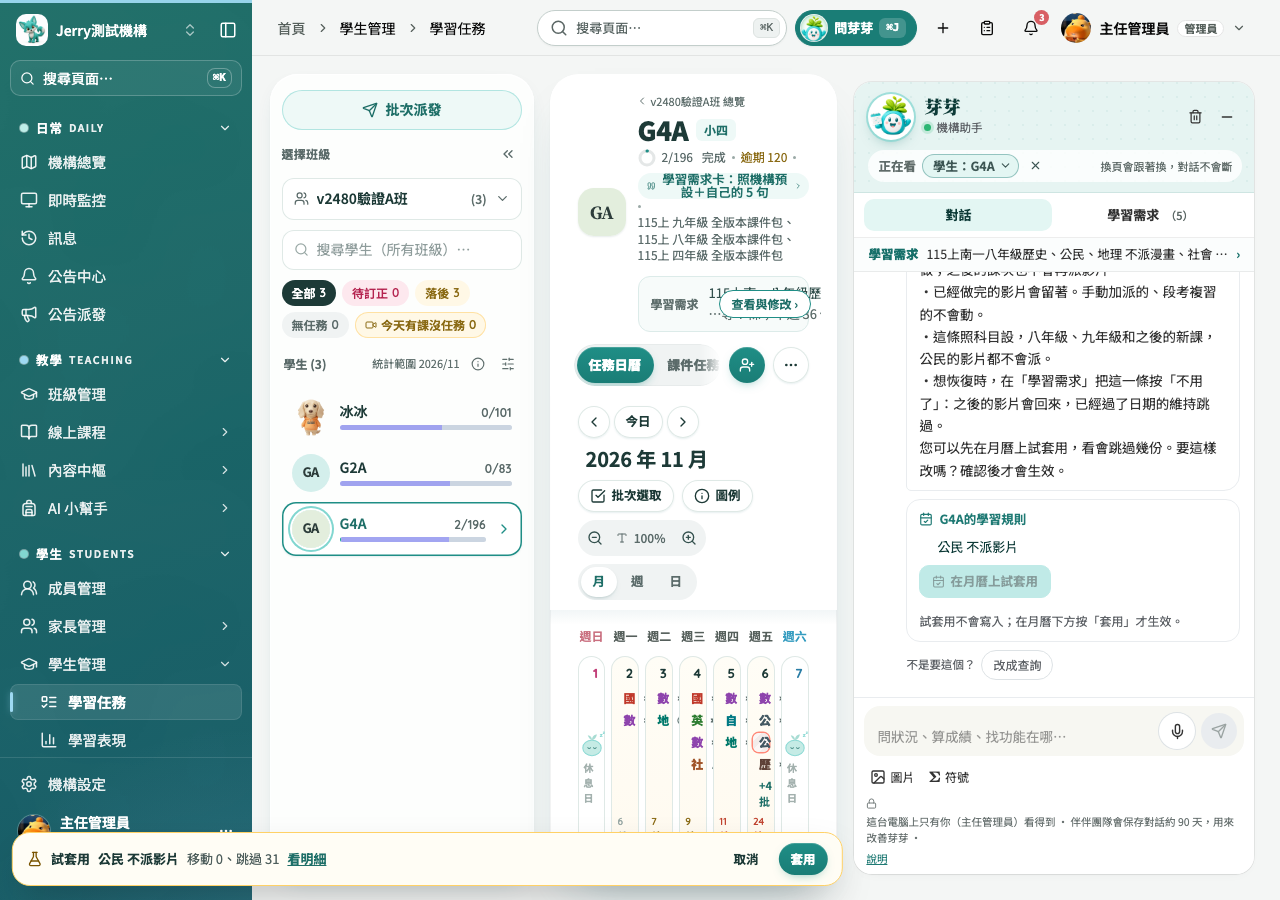 Jerry測試機構
搜尋頁面⋯ ⌘K
日常 DAILY
機構總覽
即時監控
訊息
公告中心
公告派發
教學 TEACHING
班級管理
線上課程
內容中樞
AI 小幫手
學生 STUDENTS
成員管理
家長管理
學生管理
學習任務
學習表現
機構設定
主任管理員
首頁 › 學生管理 › 學習任務
搜尋頁面⋯ ⌘K
問芽芽 ⌘J
3
主任管理員 管理員
批次派發
選擇班級
v2480驗證A班 (3)
搜尋學生（所有班級）⋯
全部 3 待訂正 0 落後 3
無任務 0 今天有課沒任務 0
學生 (3) 統計範圍 2026/11
冰冰 0/101
GA G2A 0/83
GA G4A 2/196
‹ v2480驗證A班 總覽
GA
G4A 小四
2/196 完成 • 逾期 120 •
學習需求卡：照機構預設＋自己的 5 句 ›
•
115上 九年級 全版本課件包、
115上 八年級 全版本課件包、
115上 四年級 全版本課件包
學習需求
查看與修改 ›
任務日曆 課件任務
今日
2026 年 11 月
批次選取 圖例
T 100%
月 週 日
週日 週一 週二 週三 週四 週五 週六
1 2 3 4 5 6 7
國 數 國 數 數
數 地 英 自 公
數 地 公
社 歷
休息日 +4 批 休息日
6 7 9 11 24
芽芽
機構助手
正在看 學生：G4A × 換頁會跟著換，對話不會斷
對話 學習需求 (5)
學習需求 115上南一八年級歷史、公民、地理 不派漫畫、社會 ⋯ ›
・已經做完的影片會留著。手動加派的、段考複習的不會動。
・這條照科目設，八年級、九年級和之後的新課，公民的影片都不會派。
・想恢復時，在「學習需求」把這一條按「不用了」：之後的影片會回來，已經過了日期的維持跳過。
您可以先在月曆上試套用，看會跳過幾份。要這樣改嗎？確認後才會生效。
G4A的學習規則
公民 不派影片
在月曆上試套用
試套用不會寫入；在月曆下方按「套用」才生效。
不是要這個？ 改成查詢
問狀況、算成績、找功能在哪⋯
圖片 Σ 符號
這台電腦上只有你（主任管理員）看得到 ・ 伴伴團隊會保存對話約 90 天，用來改善芽芽 ・
說明
試套用 公民 不派影片 移動 0、跳過 31 看明細 取消 套用